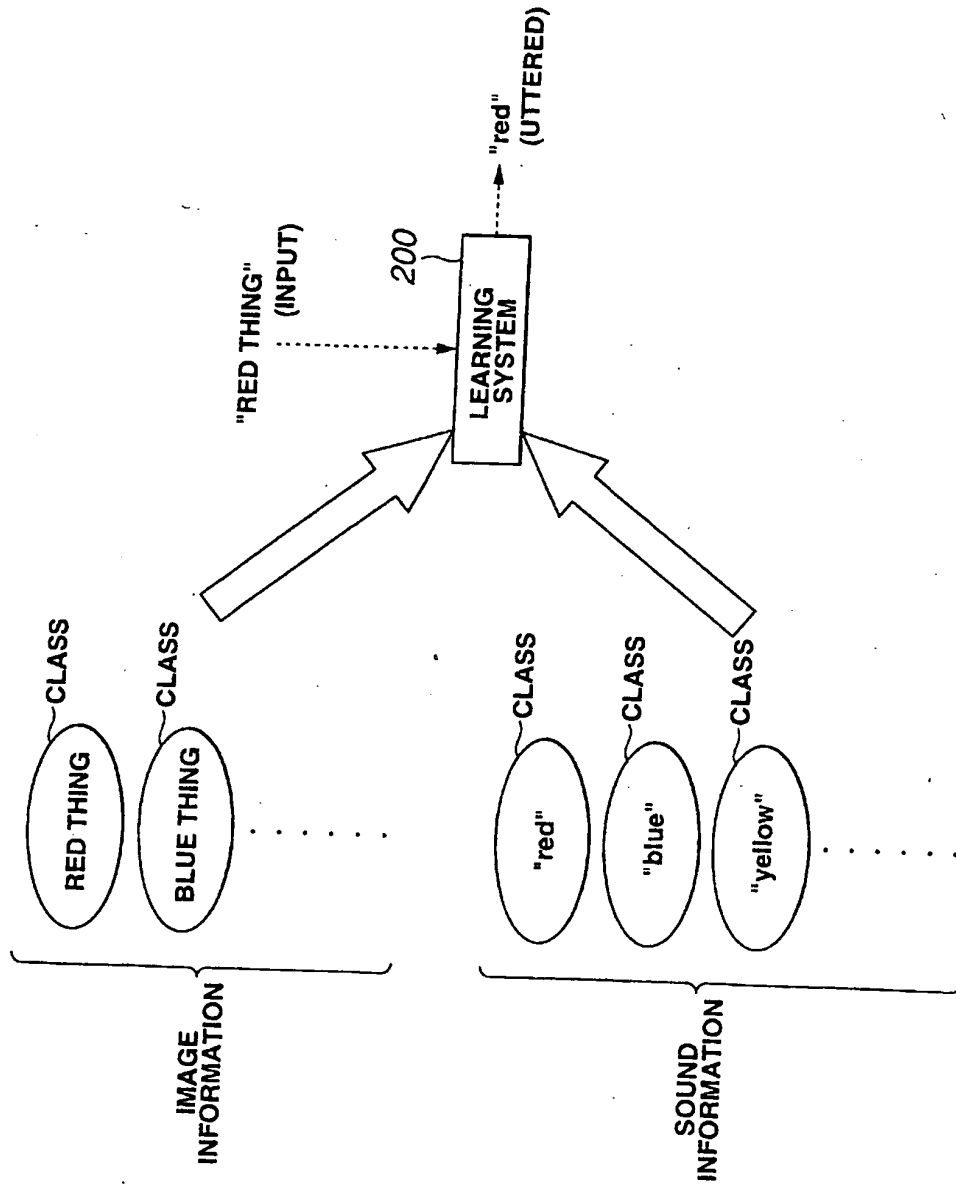 IMAGE
INFORMATION
RED THING
CLASS
BLUE THING
CLASS
SOUND
INFORMATION
"red"
CLASS
"blue"
CLASS
"yellow"
CLASS
"RED THING"
(INPUT)
200
LEARNING
SYSTEM
"red"
(UTTERED)